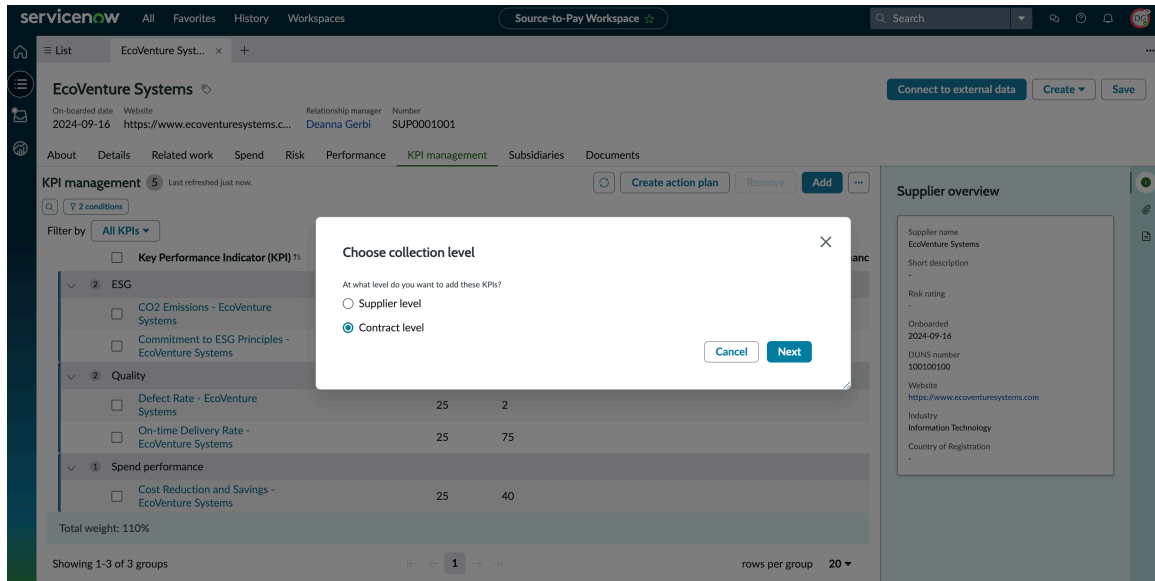 servicenow All Favorites History Workspaces Source-to-Pay Workspace Search DG
List EcoVenture Syst... × +
EcoVenture Systems
Connect to external data Create Save
On-boarded date Website Relationship manager Number
2024-09-16 https://www.ecoventuresystems.c... Deanna Gerbi SUP0001001
About Details Related work Spend Risk Performance KPI management Subsidiaries Documents
KPI management 5 Last refreshed just now. Create action plan Remove Add ...
2 conditions
Filter by All KPIs
Key Performance Indicator (KPI)
anc
2 ESG
CO2 Emissions - EcoVenture
Systems
Commitment to ESG Principles -
EcoVenture Systems
2 Quality
Defect Rate - EcoVenture
Systems
25 2
On-time Delivery Rate -
EcoVenture Systems
25 75
1 Spend performance
Cost Reduction and Savings -
EcoVenture Systems
25 40
Total weight: 110%
Showing 1-3 of 3 groups 1 rows per group 20
Choose collection level
At what level do you want to add these KPIs?
Supplier level
Contract level
Cancel Next
Supplier overview
Supplier name
EcoVenture Systems
Short description
-
Risk rating
-
Onboarded
2024-09-16
DUNS number
100100100
Website
https://www.ecoventuresystems.com
Industry
Information Technology
Country of Registration
-